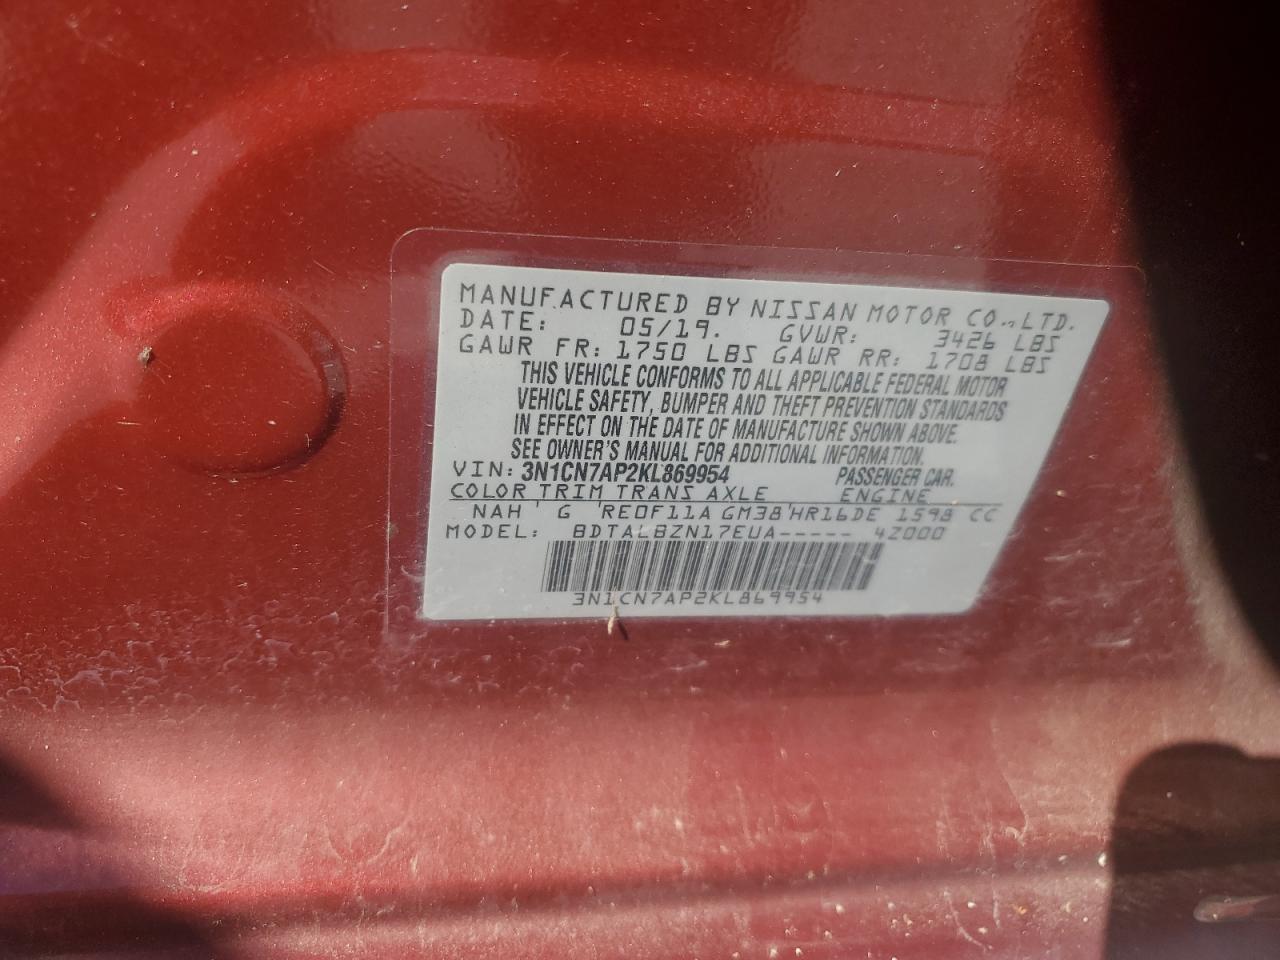 MANUFACTURED BY NISSAN MOTOR CO., LTD.
DATE: 05/19. GVWR: 3426 LBS
GAWR FR: 1750 LBS GAWR RR: 1708 LBS
THIS VEHICLE CONFORMS TO ALL APPLICABLE FEDERAL MOTOR
VEHICLE SAFETY, BUMPER AND THEFT PREVENTION STANDARDS
IN EFFECT ON THE DATE OF MANUFACTURE SHOWN ABOVE.
SEE OWNER'S MANUAL FOR ADDITIONAL INFORMATION.
VIN: 3N1CN7AP2KL869954 PASSENGER CAR.
COLOR TRIM TRANS AXLE ENGINE
NAH ' G 'RE0F11A GM38'HR16DE 1598 CC
MODEL: BDTALBZN17EUA----- 4Z000
3N1CN7AP2KL869954